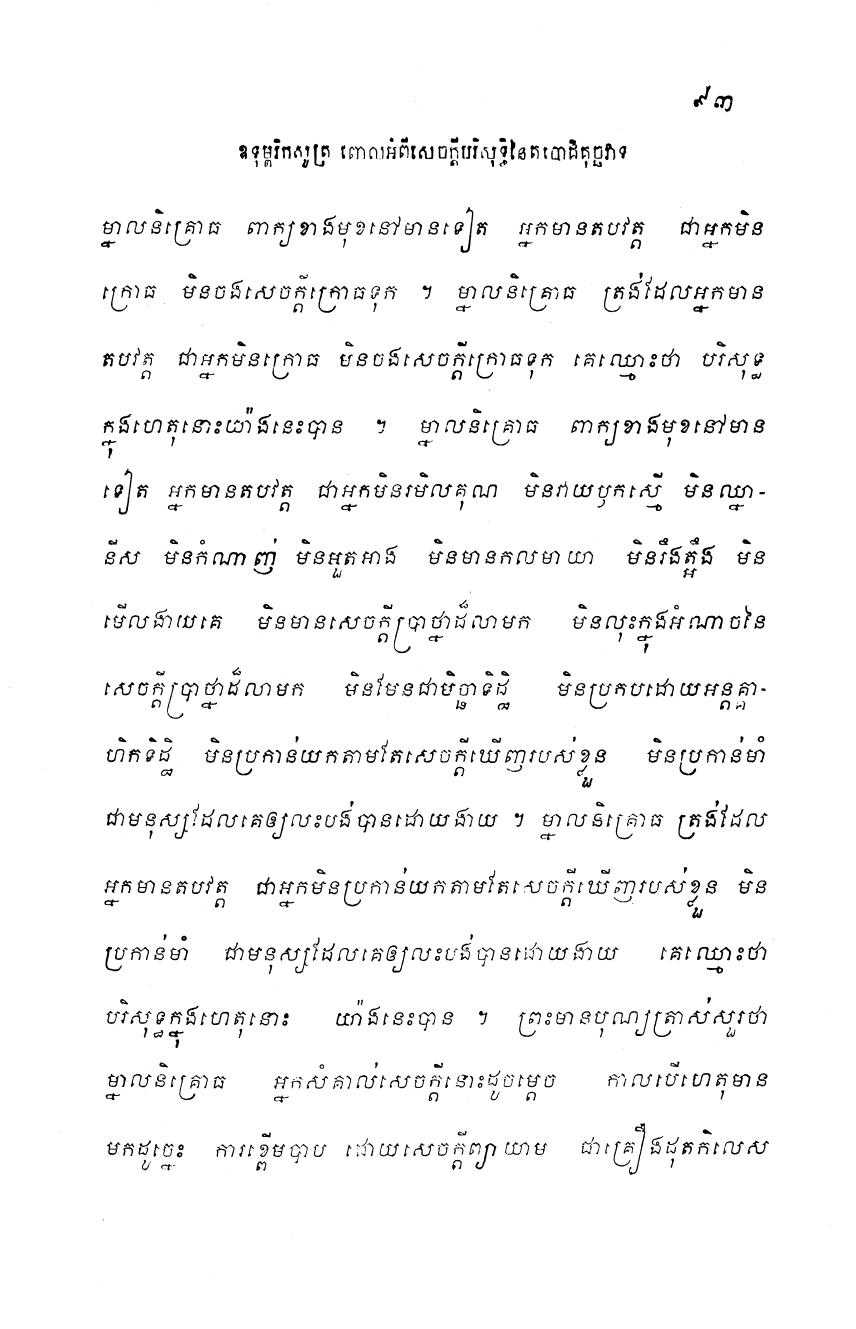 ៩៣
ឧទុម្ពរិកសូត្រ ពោលអំពីសេចក្តីបរិសុទ្ធិនៃតបោជិគុច្ឆវាទ
ម្នាលនិគ្រោធ ពាក្យខាងមុខនៅមានទៀត អ្នកមានតបវត្ត ជាអ្នកមិន
ក្រោធ មិនចងសេចក្តីក្រោធទុក ។ ម្នាលនិគ្រោធ ត្រង់ដែលអ្នកមាន
តបវត្ត ជាអ្នកមិនក្រោធ មិនចងសេចក្តីក្រោធទុក គេឈ្មោះថា បរិសុទ្ធ
ក្នុងហេតុនោះយ៉ាងនេះបាន ។ ម្នាលនិគ្រោធ ពាក្យខាងមុខនៅមាន
ទៀត អ្នកមានតបវត្ត ជាអ្នកមិនរមិលគុណ មិនវាយឫកស្មើ មិនឈ្នា-
នីស មិនកំណាញ់ មិនអួតអាង មិនមានកលមាយា មិនរឹងត្អឹង មិន
មើលងាយគេ មិនមានសេចក្តីប្រាថ្នាដ៏លាមក មិនលុះក្នុងអំណាចនៃ
សេចក្តីប្រាថ្នាដ៏លាមក មិនមែនជាមិច្ឆាទិដ្ឋិ មិនប្រកបដោយអន្តគ្គា-
ហិកទិដ្ឋិ មិនប្រកាន់យកតាមតែសេចក្តីឃើញរបស់ខ្លួន មិនប្រកាន់មាំ
ជាមនុស្សដែលគេឲ្យលះបង់បានដោយងាយ ។ ម្នាលនិគ្រោធ ត្រង់ដែល
អ្នកមានតបវត្ត ជាអ្នកមិនប្រកាន់យកតាមតែសេចក្តីឃើញរបស់ខ្លួន មិន
ប្រកាន់មាំ ជាមនុស្សដែលគេឲ្យលះបង់បានដោយងាយ គេឈ្មោះថា
បរិសុទ្ធក្នុងហេតុនោះ យ៉ាងនេះបាន ។ ព្រះមានបុណ្យត្រាស់សួរថា
ម្នាលនិគ្រោធ អ្នកសំគាល់សេចក្តីនោះដូចម្តេច កាលបើហេតុមាន
មកដូច្នេះ ការខ្ពើមបាប ដោយសេចក្តីព្យាយាម ជាគ្រឿងដុតកិលេស